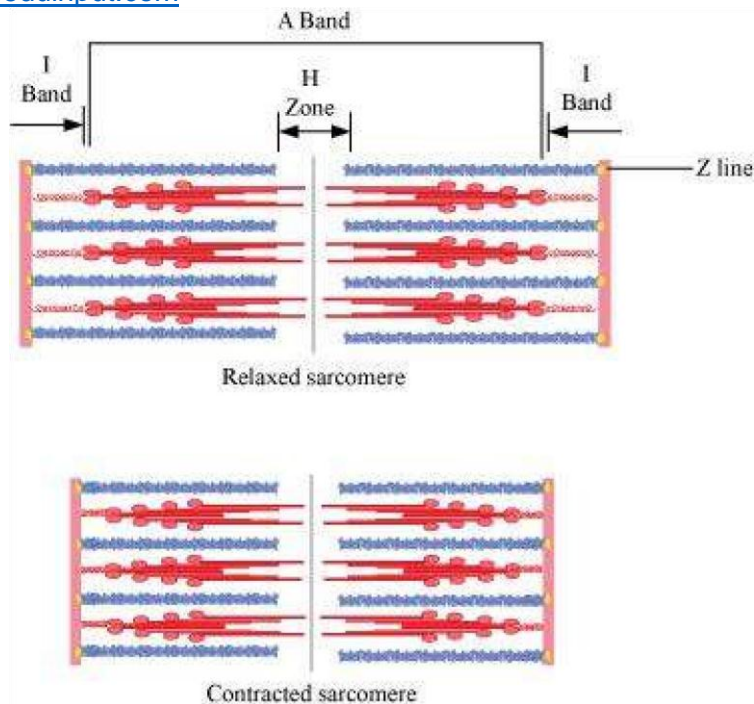 A Band
I
Band
H
Zone
I
Band
Z line
Relaxed sarcomere
Contracted sarcomere